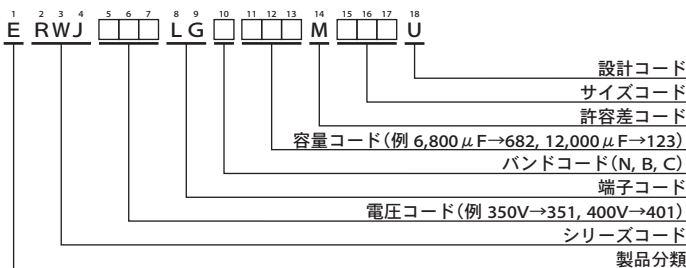 1 2 3 4 5 6 7 8 9 10 11 12 13 14 15 16 17 18
E RWJ □□□ LG □ □□□ M □□□ U
設計コード
サイズコード
許容差コード
容量コード(例 6,800μF→682, 12,000μF→123)
バンドコード(N, B, C)
端子コード
電圧コード(例 350V→351, 400V→401)
シリーズコード
製品分類